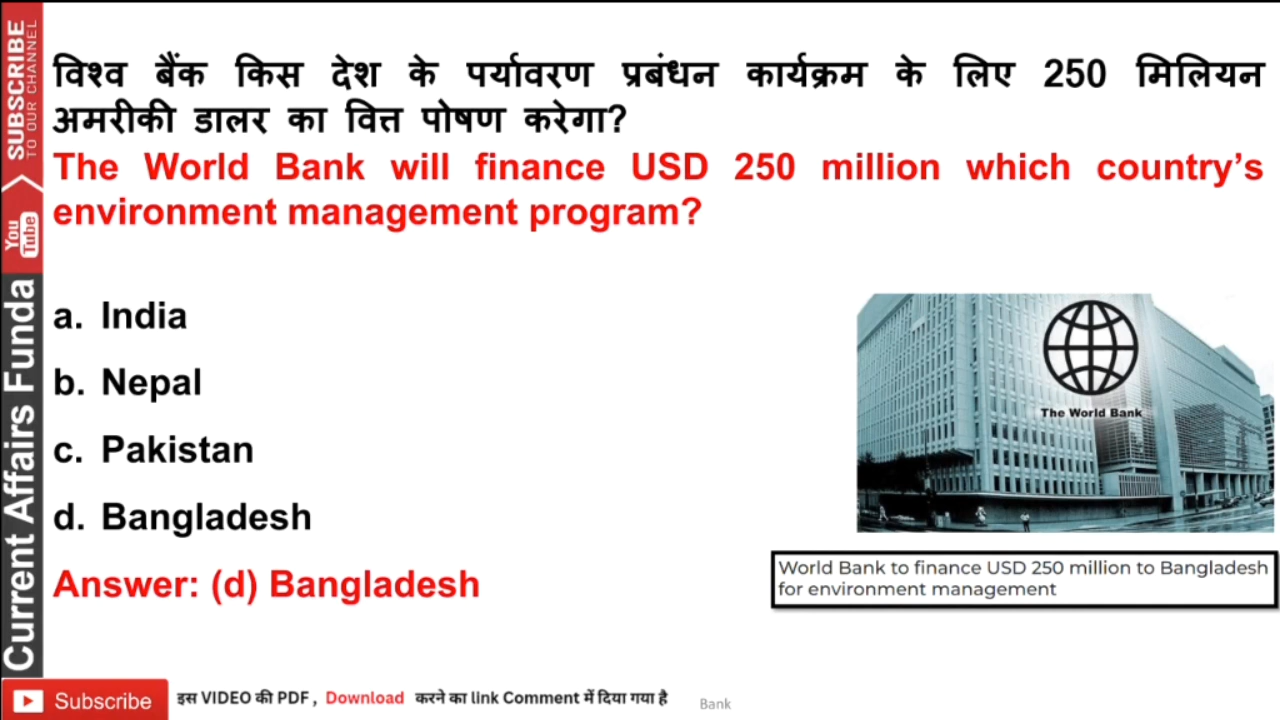 विश्व बैंक किस देश के पर्यावरण प्रबंधन कार्यक्रम के लिए 250 मिलियन
अमरीकी डालर का वित्त पोषण करेगा?
The World Bank will finance USD 250 million which country's
environment management program?
a. India
b. Nepal
c. Pakistan
d. Bangladesh
Answer: (d) Bangladesh
The World Bank
World Bank to finance USD 250 million to Bangladesh
for environment management
SUBSCRIBE
TO OUR CHANNEL
You
Tube
Current Affairs Funda
Subscribe
इस VIDEO की PDF , Download करने का link Comment में दिया गया है
Bank